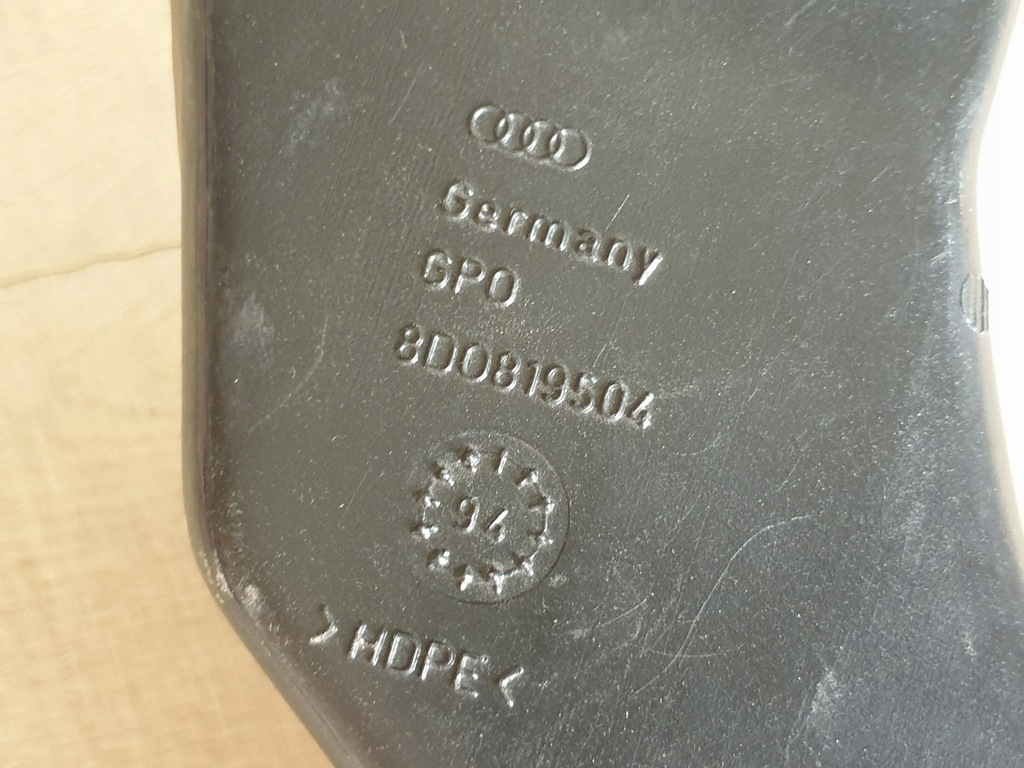 Germany
GPO
8D0819504
94
>HDPE<